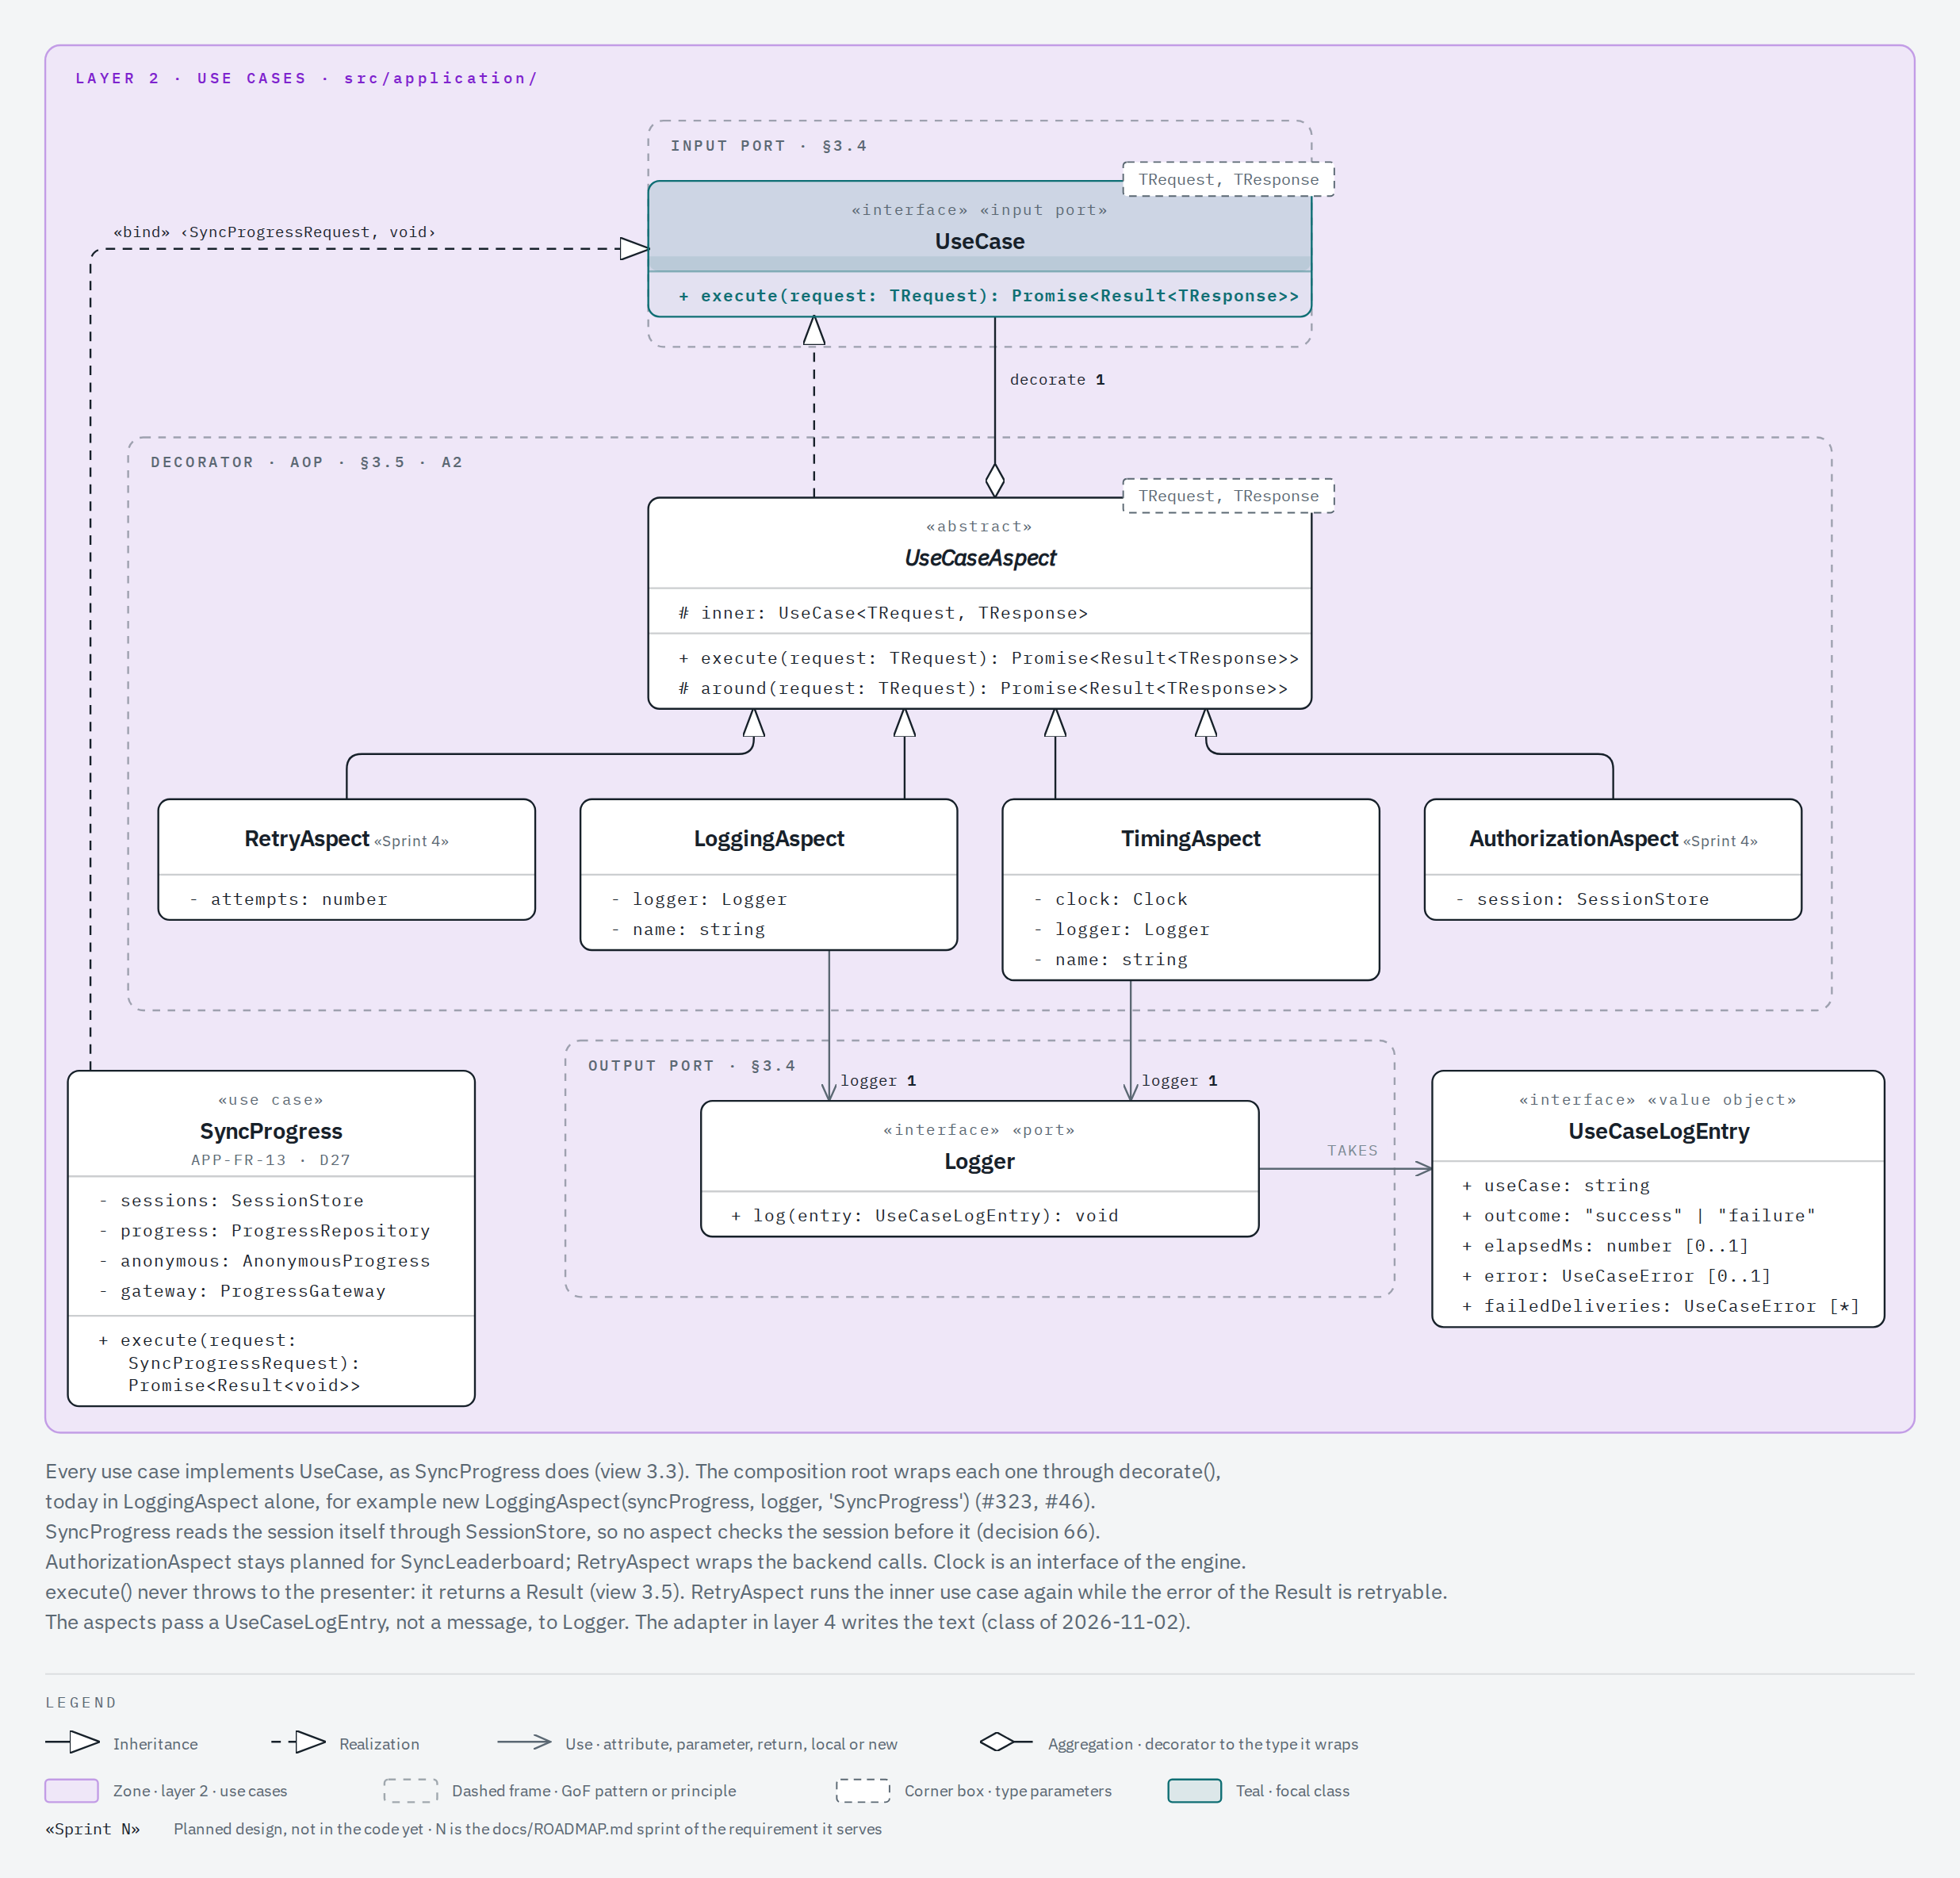 LAYER 2 · USE CASES · src/application/
INPUT PORT · §3.4
TRequest, TResponse
«interface» «input port»
UseCase
+ execute(request: TRequest): Promise<Result<TResponse>>
«bind» ‹SyncProgressRequest, void›
decorate 1
DECORATOR · AOP · §3.5 · A2
TRequest, TResponse
«abstract»
UseCaseAspect
# inner: UseCase<TRequest, TResponse>
+ execute(request: TRequest): Promise<Result<TResponse>>
# around(request: TRequest): Promise<Result<TResponse>>
RetryAspect «Sprint 4»
- attempts: number
LoggingAspect
- logger: Logger
- name: string
TimingAspect
- clock: Clock
- logger: Logger
- name: string
AuthorizationAspect «Sprint 4»
- session: SessionStore
«use case»
SyncProgress
APP-FR-13 · D27
- sessions: SessionStore
- progress: ProgressRepository
- anonymous: AnonymousProgress
- gateway: ProgressGateway
+ execute(request:
SyncProgressRequest):
Promise<Result<void>>
OUTPUT PORT · §3.4
logger 1
logger 1
«interface» «port»
Logger
+ log(entry: UseCaseLogEntry): void
TAKES
«interface» «value object»
UseCaseLogEntry
+ useCase: string
+ outcome: "success" | "failure"
+ elapsedMs: number [0..1]
+ error: UseCaseError [0..1]
+ failedDeliveries: UseCaseError [*]
Every use case implements UseCase, as SyncProgress does (view 3.3). The composition root wraps each one through decorate(),
today in LoggingAspect alone, for example new LoggingAspect(syncProgress, logger, 'SyncProgress') (#323, #46).
SyncProgress reads the session itself through SessionStore, so no aspect checks the session before it (decision 66).
AuthorizationAspect stays planned for SyncLeaderboard; RetryAspect wraps the backend calls. Clock is an interface of the engine.
execute() never throws to the presenter: it returns a Result (view 3.5). RetryAspect runs the inner use case again while the error of the Result is retryable.
The aspects pass a UseCaseLogEntry, not a message, to Logger. The adapter in layer 4 writes the text (class of 2026-11-02).
LEGEND
Inheritance
Realization
Use · attribute, parameter, return, local or new
Aggregation · decorator to the type it wraps
Zone · layer 2 · use cases
Dashed frame · GoF pattern or principle
Corner box · type parameters
Teal · focal class
«Sprint N» Planned design, not in the code yet · N is the docs/ROADMAP.md sprint of the requirement it serves